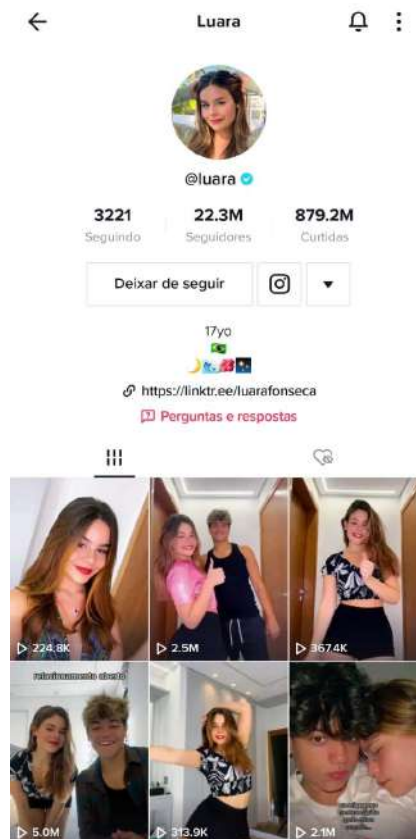 Luara
@luara
3221 22.3M 879.2M
Seguindo Seguidores Curtidas
Deixar de seguir
17yo
https://linktr.ee/luarafonseca
Perguntas e respostas
224.8K 2.5M 367.4K
relacionamento aberto
5.0M 313.9K 2.1M